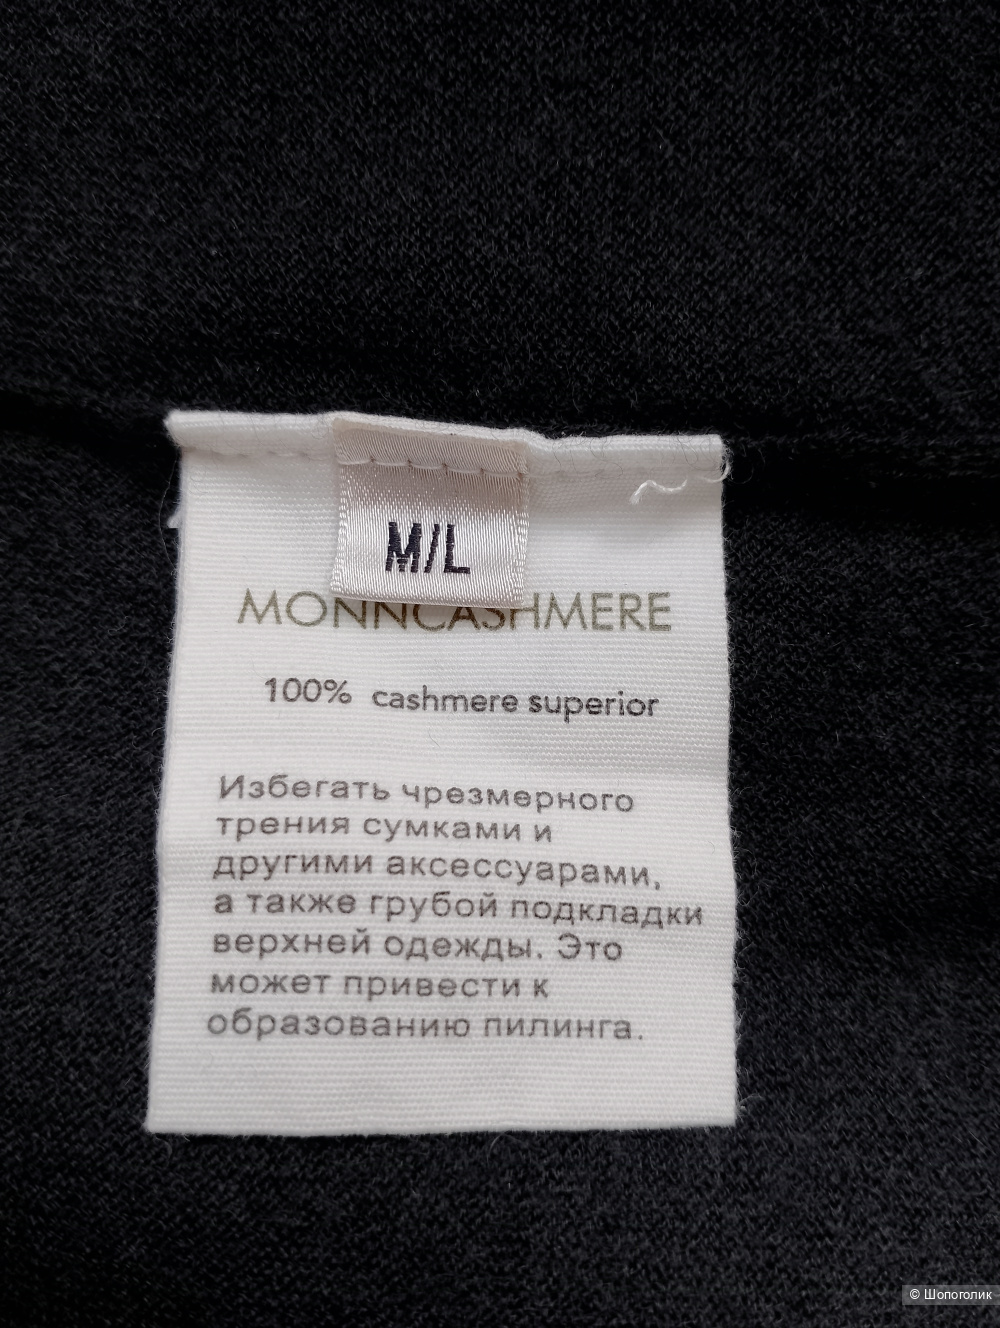 M/L
MONNCASHMERE
100% cashmere superior
Избегать чрезмерного
трения сумками и
другими аксессуарами,
а также грубой подкладки
верхней одежды. Это
может привести к
образованию пилинга.
© Шопоголик